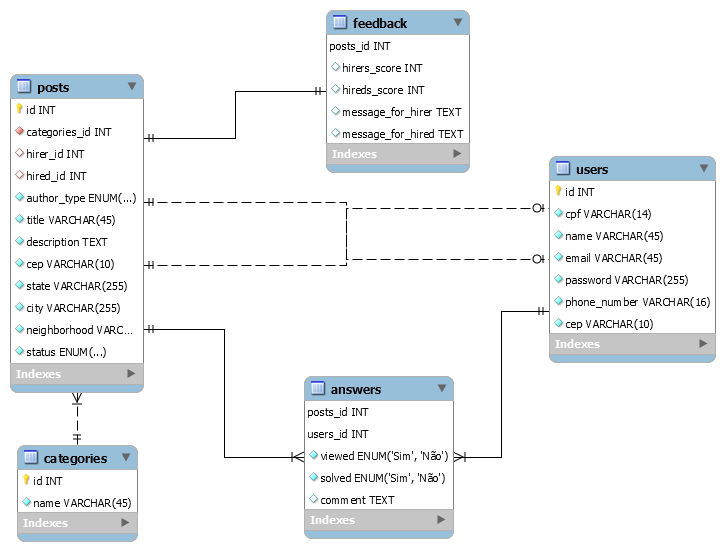 feedback
posts_id INT
hirers_score INT
hireds_score INT
message_for_hirer TEXT
message_for_hired TEXT
Indexes
posts
id INT
categories_id INT
hirer_id INT
hired_id INT
author_type ENUM(...)
title VARCHAR(45)
description TEXT
cep VARCHAR(10)
state VARCHAR(255)
city VARCHAR(255)
neighborhood VARC...
status ENUM(...)
Indexes
users
id INT
cpf VARCHAR(14)
name VARCHAR(45)
email VARCHAR(45)
password VARCHAR(255)
phone_number VARCHAR(16)
cep VARCHAR(10)
Indexes
answers
posts_id INT
users_id INT
viewed ENUM('Sim', 'Não')
solved ENUM('Sim', 'Não')
comment TEXT
Indexes
categories
id INT
name VARCHAR(45)
Indexes